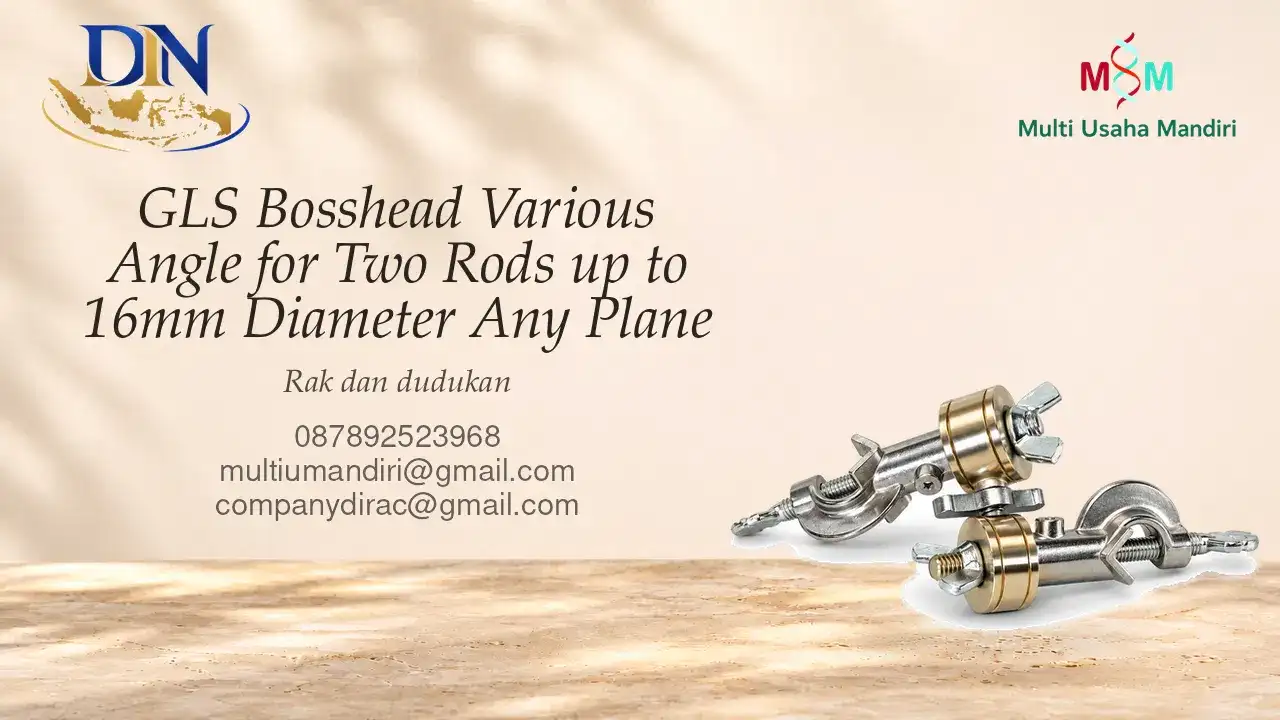 DIN
MSM
Multi Usaha Mandiri
GLS Bosshead Various
Angle for Two Rods up to
16mm Diameter Any Plane
Rak dan dudukan
087892523968
multiumandiri@gmail.com
companydirac@gmail.com